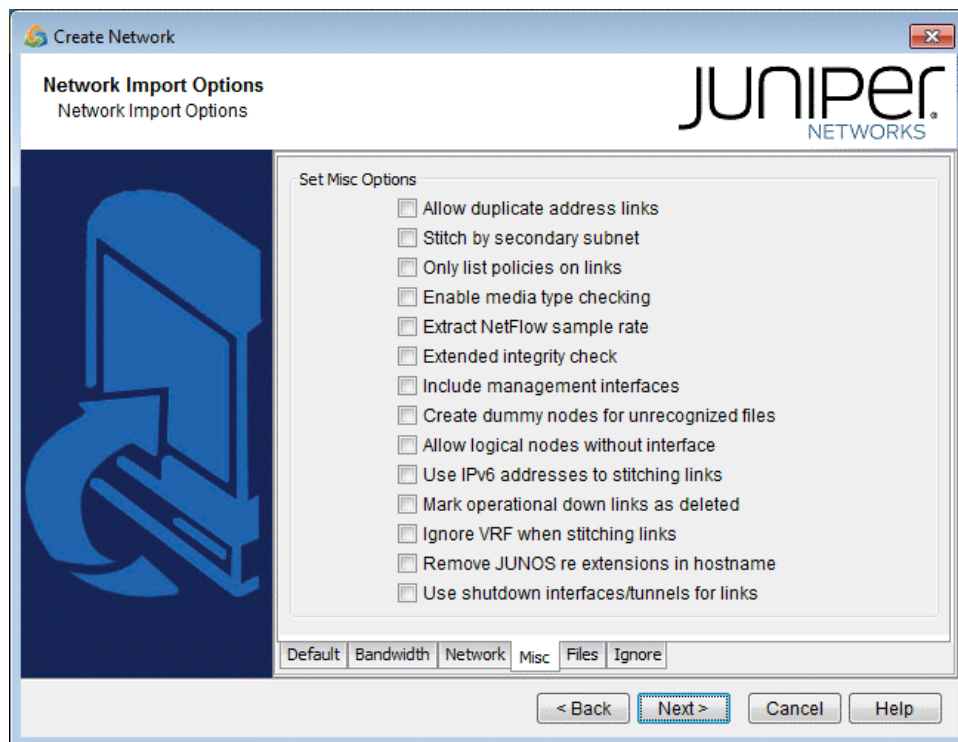 Create Network
Network Import Options
Network Import Options
JUNIPER
NETWORKS
Set Misc Options
Allow duplicate address links
Stitch by secondary subnet
Only list policies on links
Enable media type checking
Extract NetFlow sample rate
Extended integrity check
Include management interfaces
Create dummy nodes for unrecognized files
Allow logical nodes without interface
Use IPv6 addresses to stitching links
Mark operational down links as deleted
Ignore VRF when stitching links
Remove JUNOS re extensions in hostname
Use shutdown interfaces/tunnels for links
Default Bandwidth Network Misc Files Ignore
< Back Next > Cancel Help